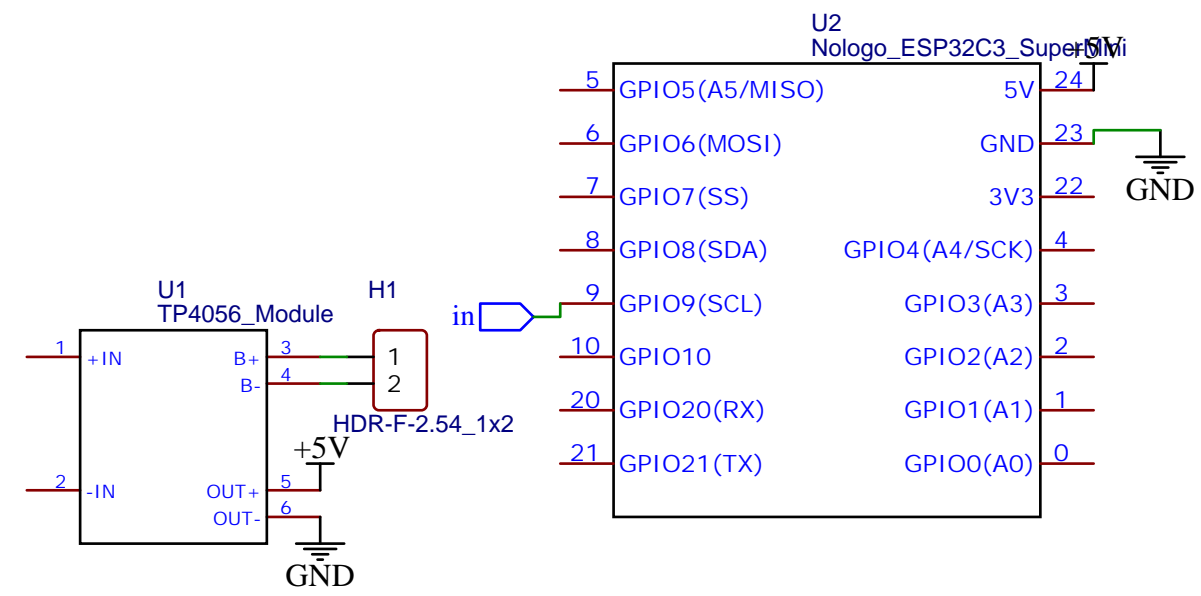 U2
Nologo_ESP32C3_SuperMini
+5V
5 GPIO5(A5/MISO) 5V 24
6 GPIO6(MOSI) GND 23
GND
7 GPIO7(SS) 3V3 22
8 GPIO8(SDA) GPIO4(A4/SCK) 4
in 9 GPIO9(SCL) GPIO3(A3) 3
10 GPIO10 GPIO2(A2) 2
20 GPIO20(RX) GPIO1(A1) 1
21 GPIO21(TX) GPIO0(A0) 0
U1
TP4056_Module
1 +IN B+ 3
B- 4
2 -IN OUT+ 5
OUT- 6
+5V
GND
H1
1
2
HDR-F-2.54_1x2